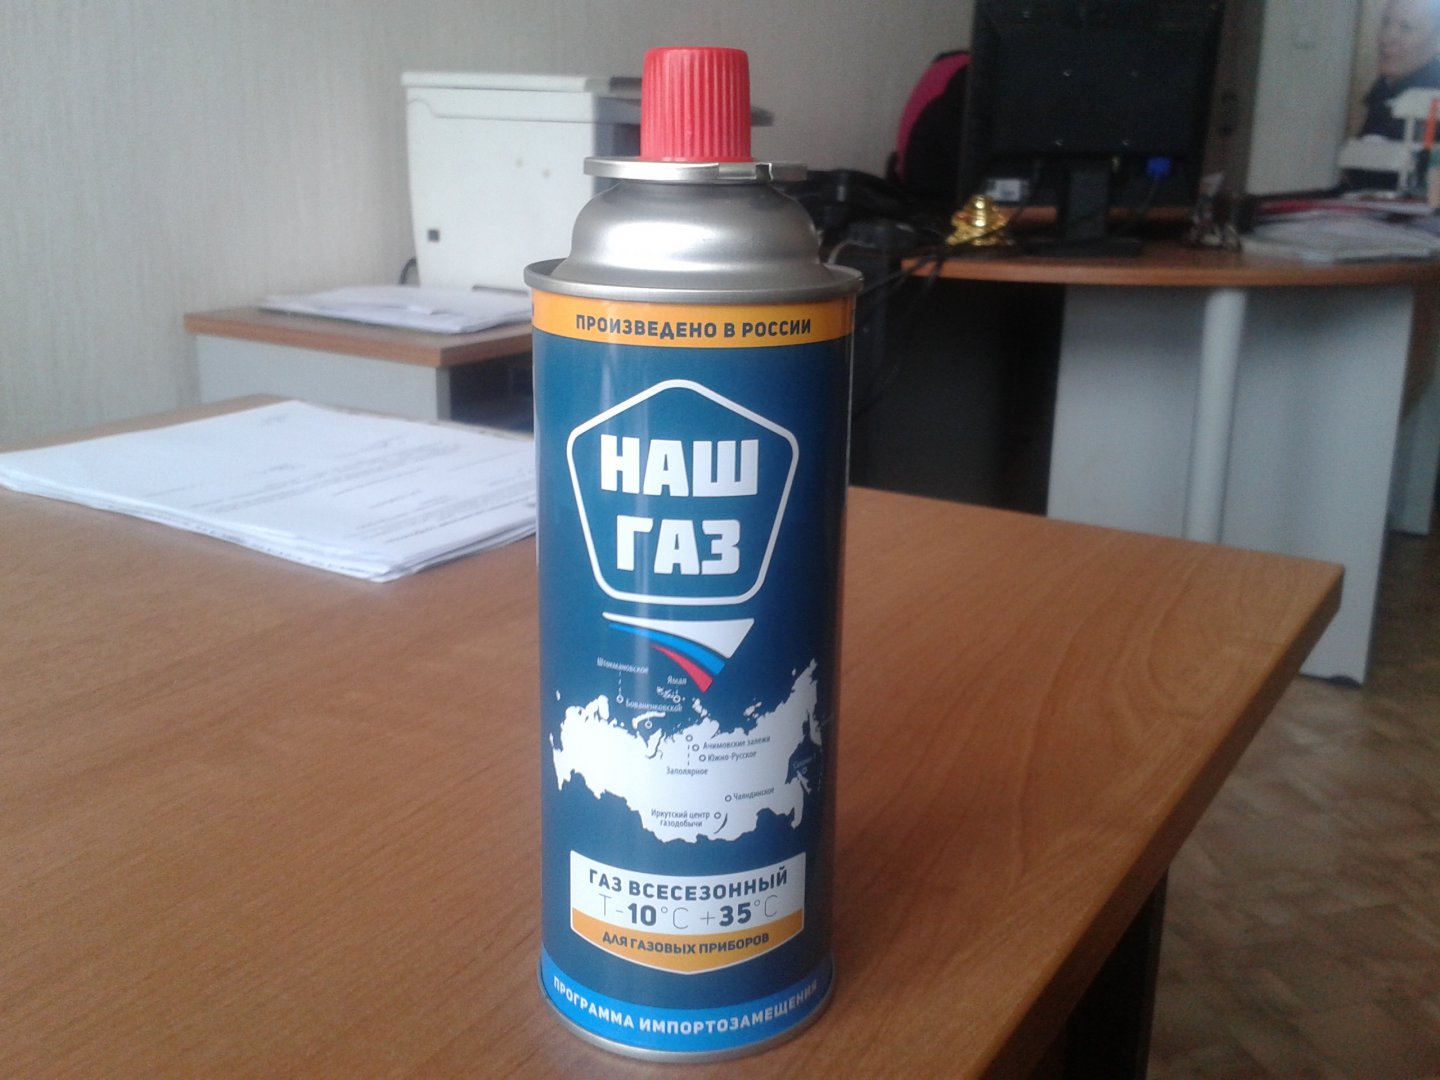 ПРОИЗВЕДЕНО В РОССИИ
НАШ
ГАЗ
Штокмановское
Ямал
Бованенковское
Ачимовские залежи
Южно-Русское
Заполярное
Чаяндинское
Иркутский центр
газодобычи
ГАЗ ВСЕСЕЗОННЫЙ
Т-10°С +35°С
ДЛЯ ГАЗОВЫХ ПРИБОРОВ
ПРОГРАММА ИМПОРТОЗАМЕЩЕНИЯ